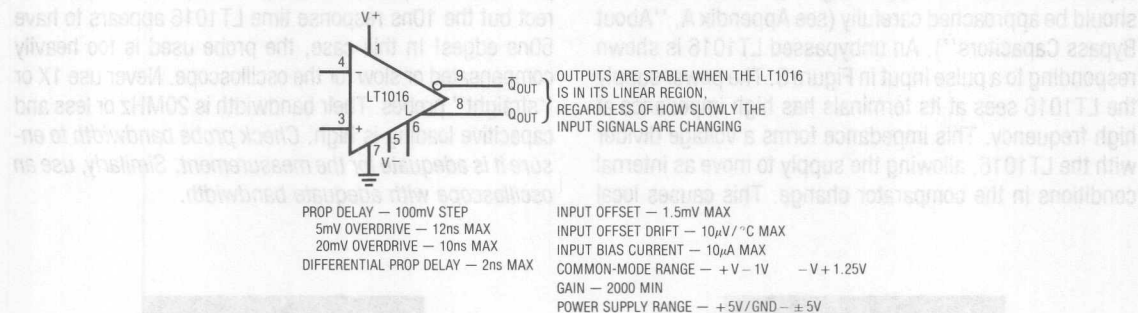 V+
1
4
−
9
Q̅OUT
LT1016
8
QOUT
3
+
5
6
7
V−
OUTPUTS ARE STABLE WHEN THE LT1016
IS IN ITS LINEAR REGION,
REGARDLESS OF HOW SLOWLY THE
INPUT SIGNALS ARE CHANGING
PROP DELAY — 100mV STEP
5mV OVERDRIVE — 12ns MAX
20mV OVERDRIVE — 10ns MAX
DIFFERENTIAL PROP DELAY — 2ns MAX
INPUT OFFSET — 1.5mV MAX
INPUT OFFSET DRIFT — 10µV/°C MAX
INPUT BIAS CURRENT — 10µA MAX
COMMON-MODE RANGE — +V − 1V −V + 1.25V
GAIN — 2000 MIN
POWER SUPPLY RANGE — +5V/GND − ±5V